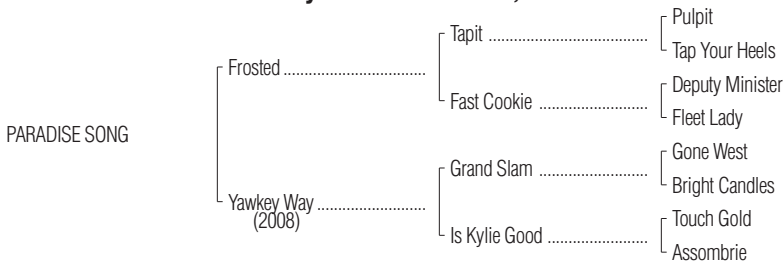 Pulpit
Tapit ..........................................
Tap Your Heels
Frosted .....................................
Deputy Minister
Fast Cookie ............................
Fleet Lady
PARADISE SONG
Gone West
Grand Slam ............................
Bright Candles
Yawkey Way ............................
(2008)
Touch Gold
Is Kylie Good ..........................
Assombrie